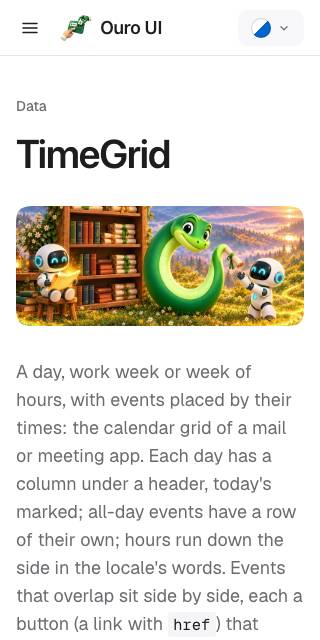 Ouro UI
Data
TimeGrid
A day, work week or week of
hours, with events placed by their
times: the calendar grid of a mail
or meeting app. Each day has a
column under a header, today's
marked; all-day events have a row
of their own; hours run down the
side in the locale's words. Events
that overlap sit side by side, each a
button (a link with href) that